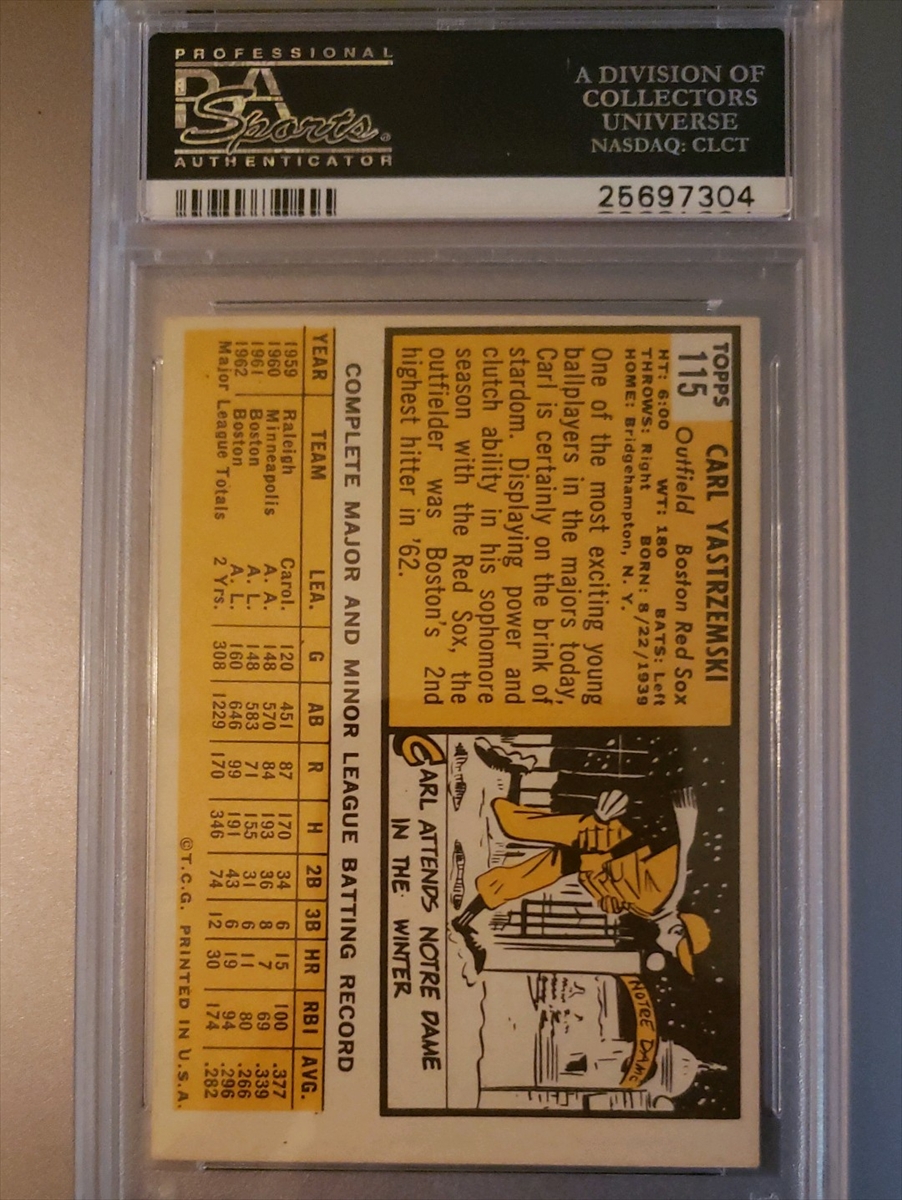 PROFESSIONAL
PSA
Sports®
AUTHENTICATOR
A DIVISION OF
COLLECTORS
UNIVERSE
NASDAQ: CLCT
25697304
TOPPS
115
CARL YASTRZEMSKI
Outfield Boston Red Sox
HT: 6:00 WT: 180 BATS: Left
THROWS: Right BORN: 8/22/1939
HOME: Bridgehampton, N. Y.
One of the most exciting young
ballplayers in the majors today,
Carl is certainly on the brink of
stardom. Displaying power and
clutch ability in his sophomore
season with the Red Sox, the
outfielder was Boston's 2nd
highest hitter in '62.
NOTRE DAME
CARL ATTENDS NOTRE DAME
IN THE WINTER
COMPLETE MAJOR AND MINOR LEAGUE BATTING RECORD
YEAR TEAM LEA. G AB R H 2B 3B HR RBI AVG.
1959 Raleigh Carol. 120 451 87 170 34 6 15 100 .377
1960 Minneapolis A. A. 148 570 84 193 36 8 7 69 .339
1961 Boston A. L. 148 583 71 155 31 6 11 80 .266
1962 Boston A. L. 160 646 99 191 43 6 19 94 .296
Major League Totals 2 Yrs. 308 1229 170 346 74 12 30 174 .282
©T.C.G. PRINTED IN U.S.A.